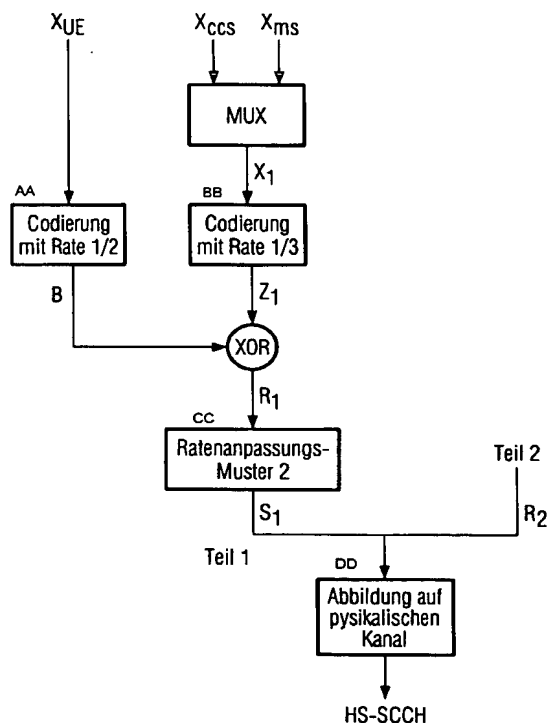 X_UE
X_ccs X_ms
MUX
X_1
AA
Codierung
mit Rate 1/2
BB
Codierung
mit Rate 1/3
B
Z_1
XOR
R_1
CC
Ratenanpassungs-
Muster 2
Teil 2
S_1
R_2
Teil 1
DD
Abbildung auf
pysikalischen
Kanal
HS-SCCH